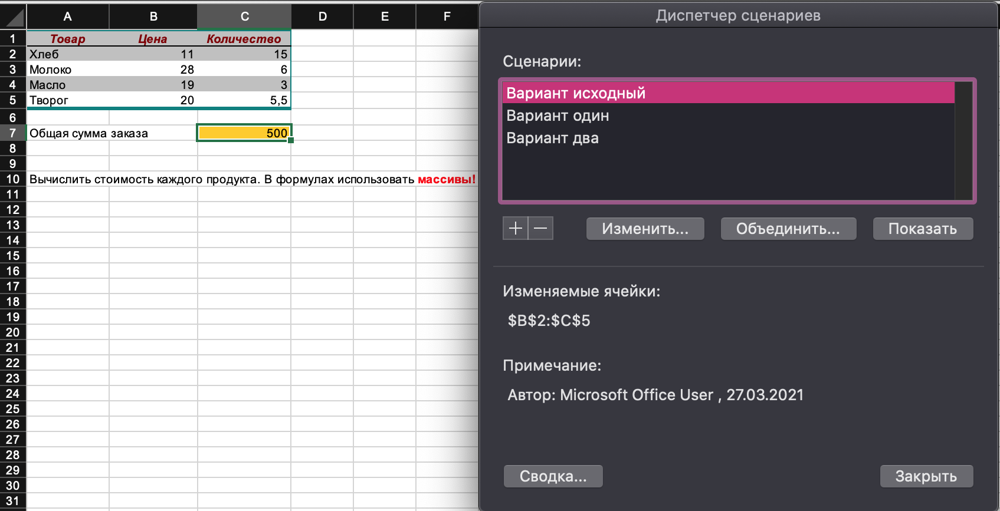 A B C D E F
1 Товар Цена Количество
2 Хлеб 11 15
3 Молоко 28 6
4 Масло 19 3
5 Творог 20 5,5
6
7 Общая сумма заказа 500
8
9
10 Вычислить стоимость каждого продукта. В формулах использовать массивы!
11
12
13
14
15
16
17
18
19
20
21
22
23
24
25
26
27
28
29
30
31
Диспетчер сценариев
Сценарии:
Вариант исходный
Вариант один
Вариант два
+ — Изменить... Объединить... Показать
Изменяемые ячейки:
$B$2:$C$5
Примечание:
Автор: Microsoft Office User , 27.03.2021
Сводка... Закрыть